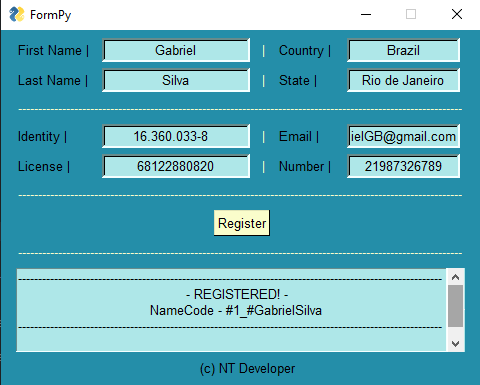 FormPy
First Name | Gabriel | Country | Brazil
Last Name | Silva | State | Rio de Janeiro
Identity | 16.360.033-8 | Email | ielGB@gmail.com
License | 68122880820 | Number | 21987326789
Register
- REGISTERED! -
NameCode - #1_#GabrielSilva
(c) NT Developer